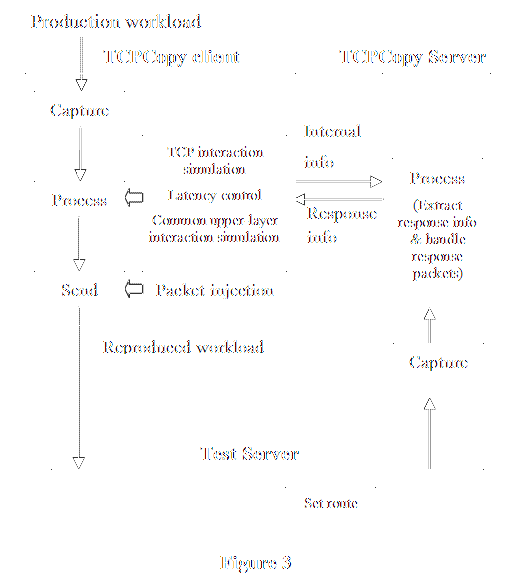 Production workload
TCPCopy client
TCPCopy Server
Capture
TCP interaction
simulation
Internal
info
Process
Latency control
Common upper layer
interaction simulation
Response
info
Process
(Extract
response info
& handle
response
packets)
Send
Packet injection
Reproduced workload
Capture
Test Server
Set route
Figure 3